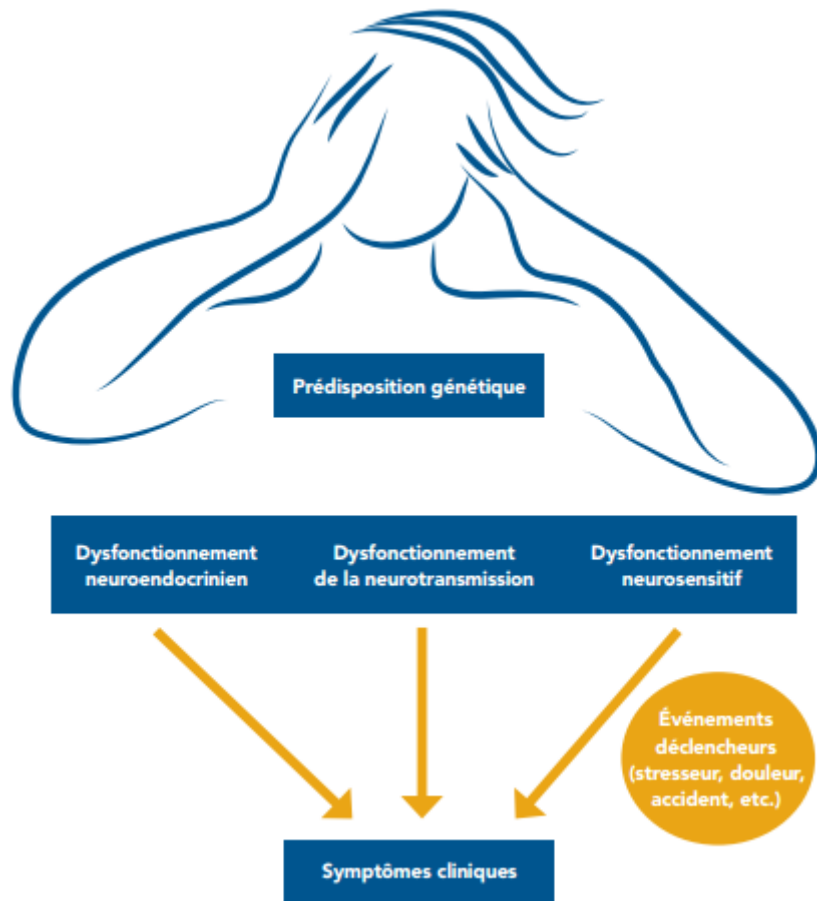 Prédisposition génétique
Dysfonctionnement
neuroendocrinien
Dysfonctionnement
de la neurotransmission
Dysfonctionnement
neurosensitif
Événements
déclencheurs
(stresseur, douleur,
accident, etc.)
Symptômes cliniques